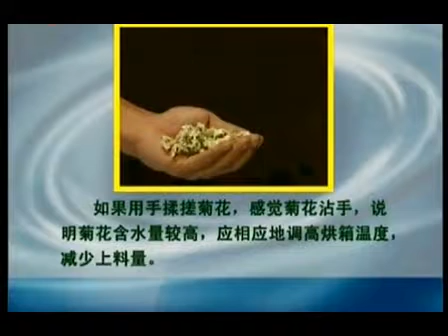 如果用手揉搓菊花，感觉菊花沾手，说
明菊花含水量较高，应相应地调高烘箱温度，
减少上料量。